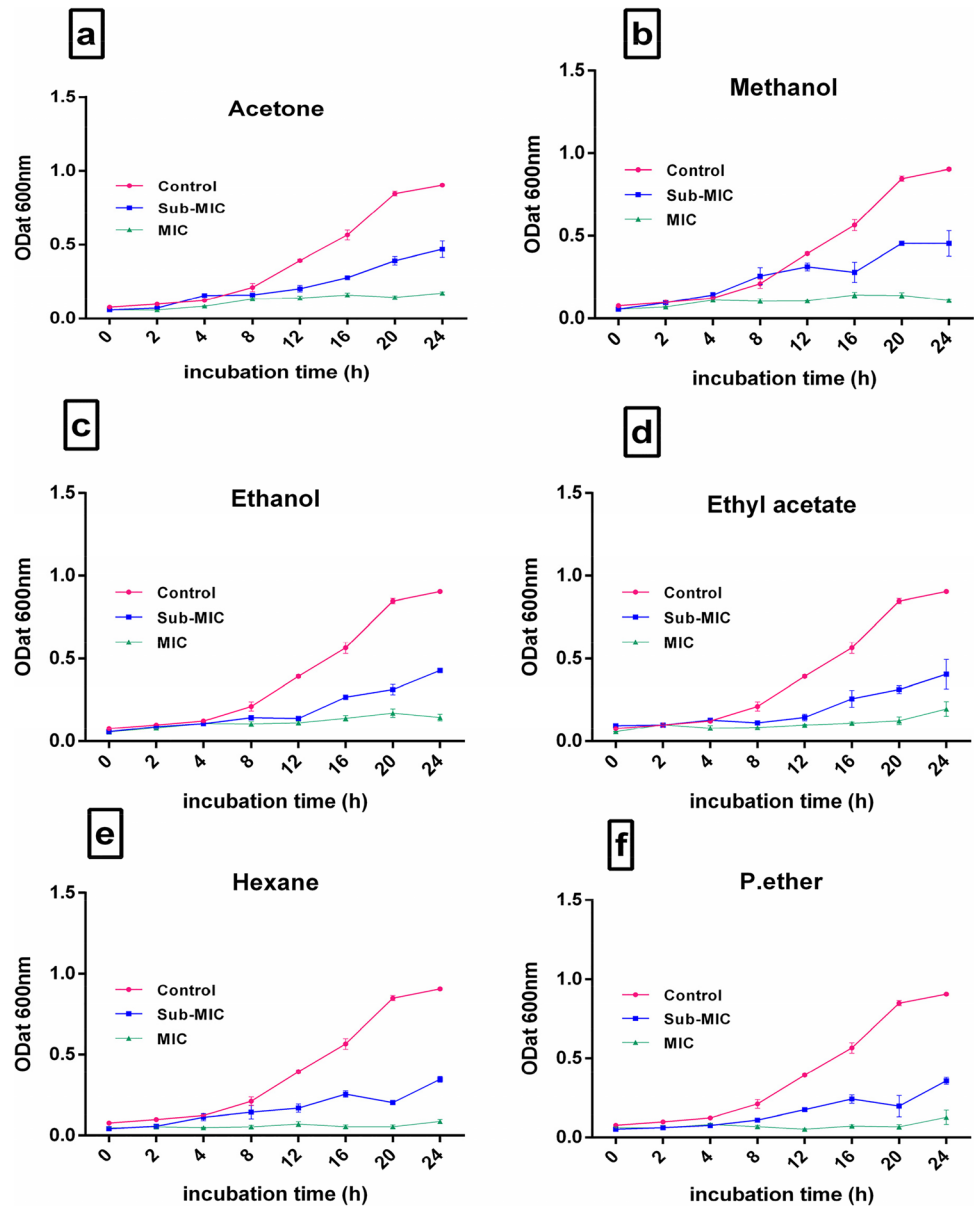 a
Acetone
1.5
1.0
0.5
0.0
ODat 600nm
Control
Sub-MIC
MIC
0 2 4 8 12 16 20 24
incubation time (h)
b
Methanol
1.5
1.0
0.5
0.0
ODat 600nm
Control
Sub-MIC
MIC
0 2 4 8 12 16 20 24
incubation time (h)
c
Ethanol
1.5
1.0
0.5
0.0
ODat 600nm
Control
Sub-MIC
MIC
0 2 4 8 12 16 20 24
incubation time (h)
d
Ethyl acetate
1.5
1.0
0.5
0.0
ODat 600nm
Control
Sub-MIC
MIC
0 2 4 8 12 16 20 24
incubation time (h)
e
Hexane
1.5
1.0
0.5
0.0
ODat 600nm
Control
Sub-MIC
MIC
0 2 4 8 12 16 20 24
incubation time (h)
f
P.ether
1.5
1.0
0.5
0.0
ODat 600nm
Control
Sub-MIC
MIC
0 2 4 8 12 16 20 24
incubation time (h)